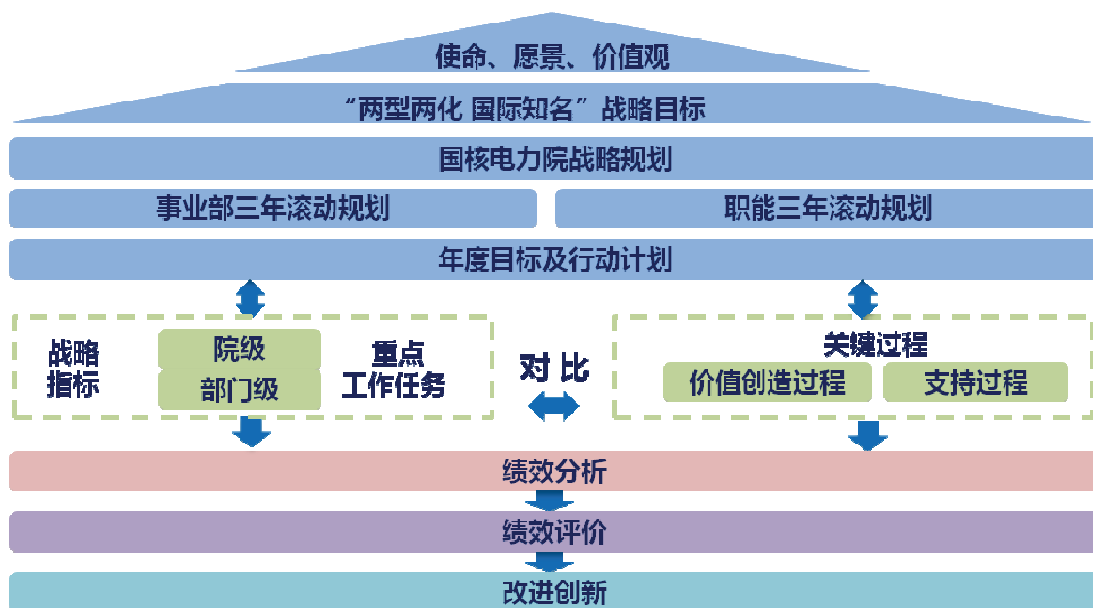 使命、愿景、价值观
“两型两化 国际知名”战略目标
国核电力院战略规划
事业部三年滚动规划
职能三年滚动规划
年度目标及行动计划
战略
指标
院级
部门级
重点
工作任务
对 比
关键过程
价值创造过程
支持过程
绩效分析
绩效评价
改进创新